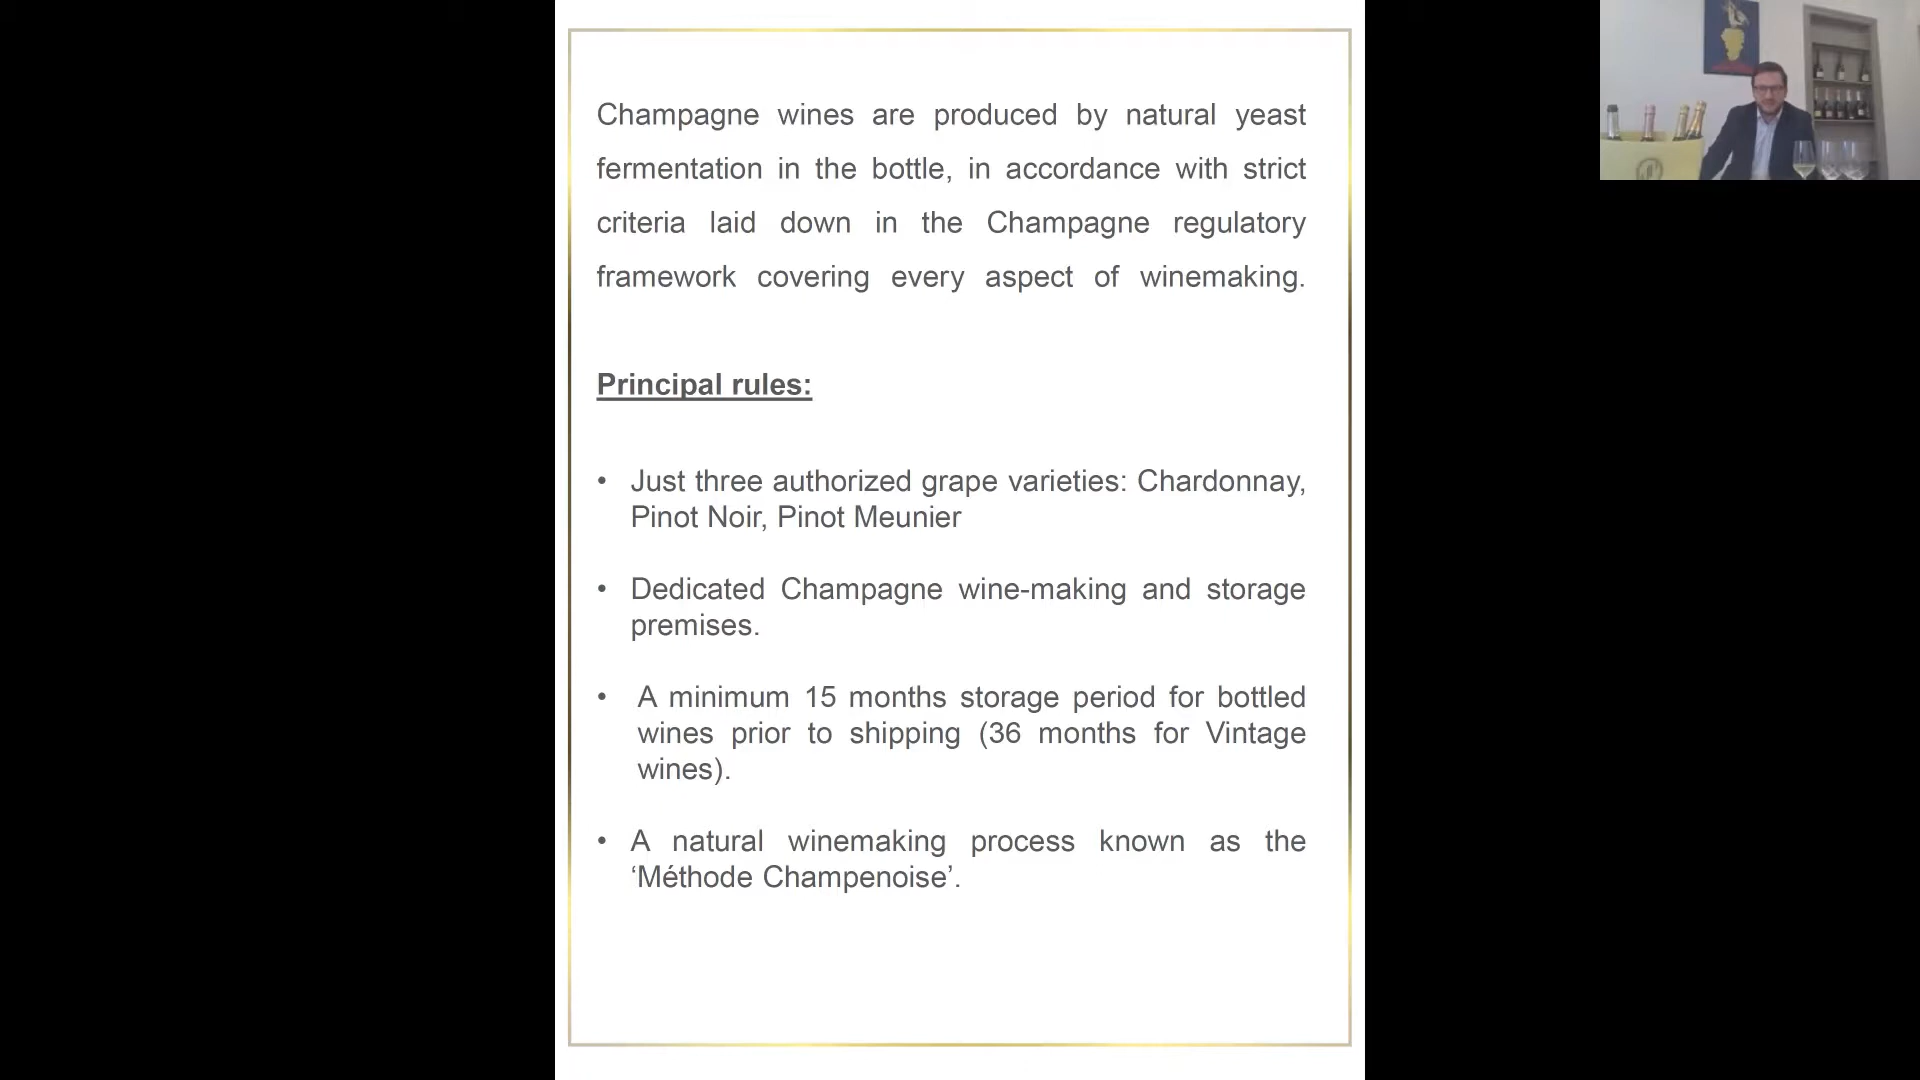 Champagne wines are produced by natural yeast
fermentation in the bottle, in accordance with strict
criteria laid down in the Champagne regulatory
framework covering every aspect of winemaking.
Principal rules:
• Just three authorized grape varieties: Chardonnay,
Pinot Noir, Pinot Meunier
• Dedicated Champagne wine-making and storage
premises.
• A minimum 15 months storage period for bottled
wines prior to shipping (36 months for Vintage
wines).
• A natural winemaking process known as the
‘Méthode Champenoise’.